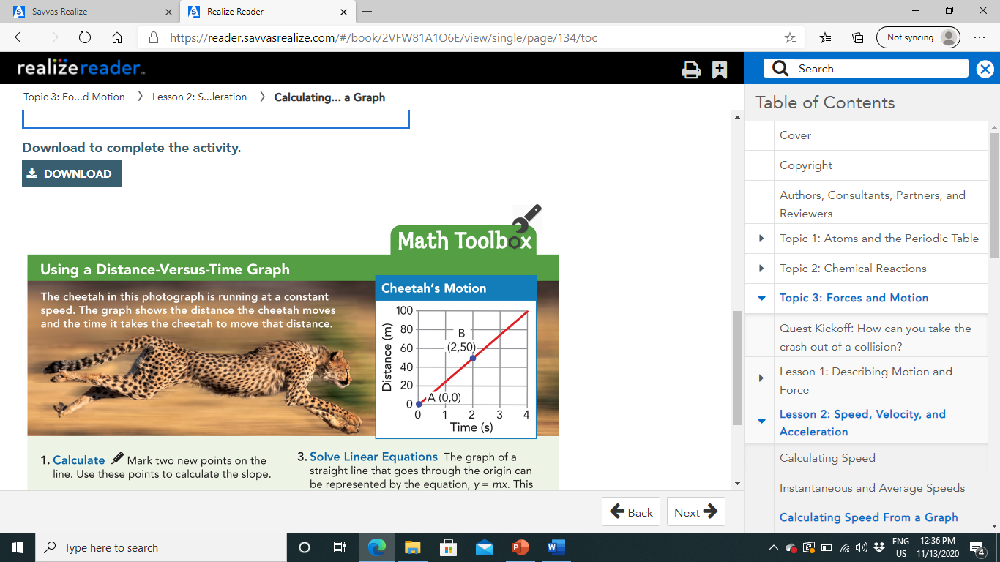 Savvas Realize
Realize Reader
https://reader.savvasrealize.com/#/book/2VFW81A1O6E/view/single/page/134/toc
Not syncing
realizereader™
Search
Topic 3: Fo...d Motion
Lesson 2: S...leration
Calculating... a Graph
Table of Contents
Download to complete the activity.
DOWNLOAD
Math Toolbox
Using a Distance-Versus-Time Graph
The cheetah in this photograph is running at a constant
speed. The graph shows the distance the cheetah moves
and the time it takes the cheetah to move that distance.
Cheetah's Motion
100
80
60
40
20
0
Distance (m)
B
(2,50)
A (0,0)
0 1 2 3 4
Time (s)
1. Calculate Mark two new points on the
line. Use these points to calculate the slope.
3. Solve Linear Equations The graph of a
straight line that goes through the origin can
be represented by the equation, y = mx. This
Back
Next
Cover
Copyright
Authors, Consultants, Partners, and
Reviewers
Topic 1: Atoms and the Periodic Table
Topic 2: Chemical Reactions
Topic 3: Forces and Motion
Quest Kickoff: How can you take the
crash out of a collision?
Lesson 1: Describing Motion and
Force
Lesson 2: Speed, Velocity, and
Acceleration
Calculating Speed
Instantaneous and Average Speeds
Calculating Speed From a Graph
Type here to search
ENG
US
12:36 PM
11/13/2020
4